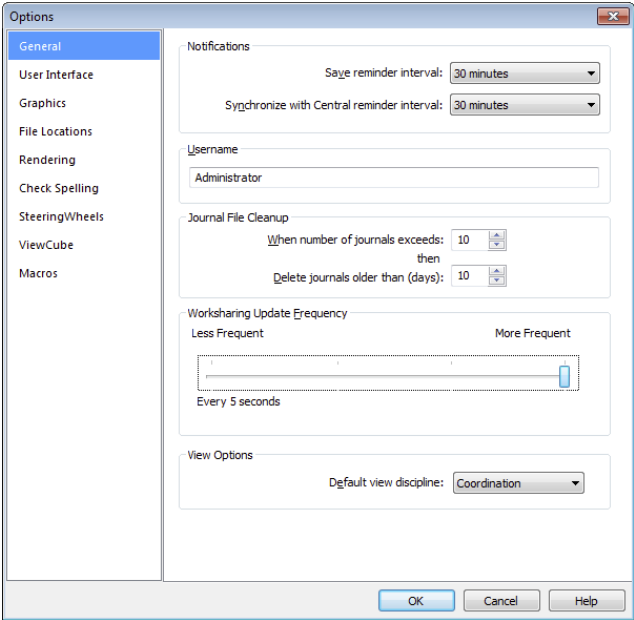 Options
General
User Interface
Graphics
File Locations
Rendering
Check Spelling
SteeringWheels
ViewCube
Macros
Notifications
Save reminder interval: 30 minutes
Synchronize with Central reminder interval: 30 minutes
Username
Administrator
Journal File Cleanup
When number of journals exceeds: 10
then
Delete journals older than (days): 10
Worksharing Update Frequency
Less Frequent More Frequent
Every 5 seconds
View Options
Default view discipline: Coordination
OK Cancel Help